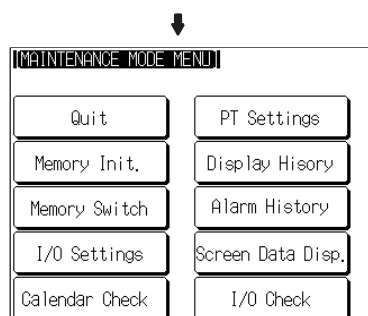 [MAINTENANCE MODE MENU]
Quit
PT Settings
Memory Init.
Display Hisory
Memory Switch
Alarm History
I/O Settings
Screen Data Disp.
Calendar Check
I/O Check